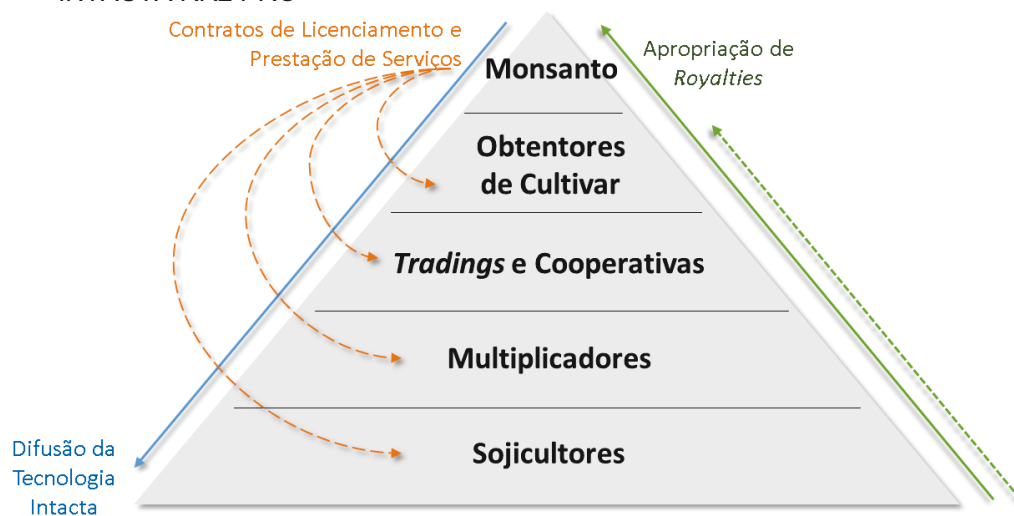 Contratos de Licenciamento e
Prestação de Serviços
Apropriação de
Royalties
Monsanto
Obtentores
de Cultivar
Tradings e Cooperativas
Multiplicadores
Sojicultores
Difusão da
Tecnologia
Intacta